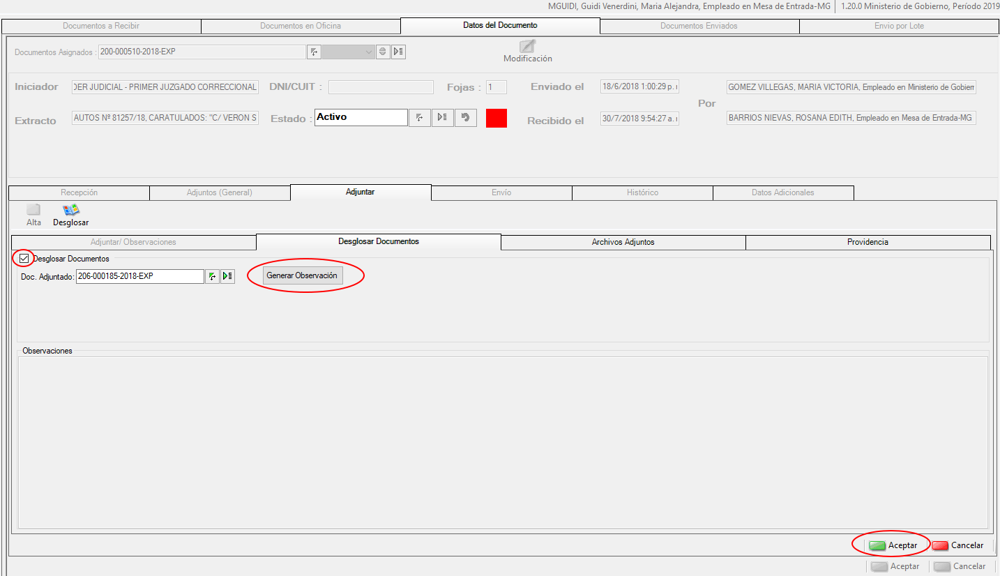 MGUIDI, Guidi Venerdini, Maria Alejandra, Empleado en Mesa de Entrada-MG 1.20.0 Ministerio de Gobierno, Período 2019
Documentos a Recibir Documentos en Oficina Datos del Documento Documentos Enviados Envio por Lote
Documentos Asignados : 200-000510-2018-EXP
Modificación
Iniciador DER JUDICIAL - PRIMER JUZGADO CORRECCIONAL DNI/CUIT : Fojas : 1 Enviado el 18/6/2018 1:00:29 p. GOMEZ VILLEGAS, MARIA VICTORIA, Empleado en Ministerio de Gobiern
Por
Extracto AUTOS Nº 81257/18, CARATULADOS: "C/ VERON S Estado : Activo Recibido el 30/7/2018 9:54:27 a. BARRIOS NIEVAS, ROSANA EDITH, Empleado en Mesa de Entrada-MG
Recepción Adjuntos (General) Adjuntar Envío Histórico Datos Adicionales
Alta Desglosar
Adjuntar/ Observaciones Desglosar Documentos Archivos Adjuntos Providencia
Desglosar Documentos
Doc. Adjuntado: 206-000185-2018-EXP Generar Observación
Observaciones
Aceptar Cancelar
Aceptar Cancelar